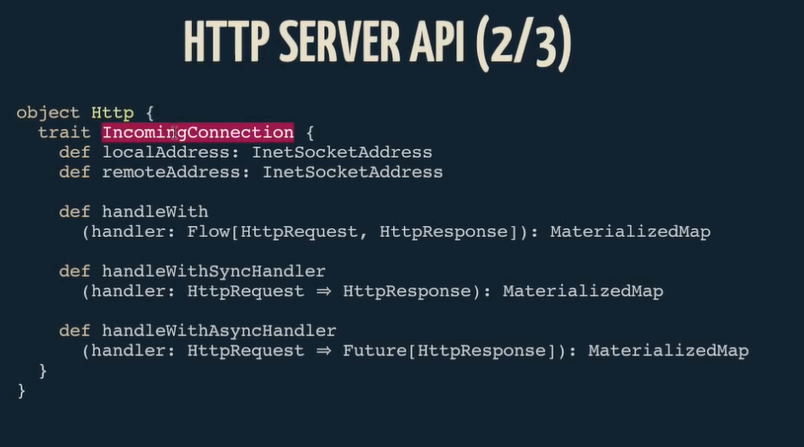 HTTP SERVER API (2/3)
object Http {
trait IncomingConnection {
def localAddress: InetSocketAddress
def remoteAddress: InetSocketAddress
def handleWith
(handler: Flow[HttpRequest, HttpResponse]): MaterializedMap
def handleWithSyncHandler
(handler: HttpRequest ⇒ HttpResponse): MaterializedMap
def handleWithAsyncHandler
(handler: HttpRequest ⇒ Future[HttpResponse]): MaterializedMap
}
}